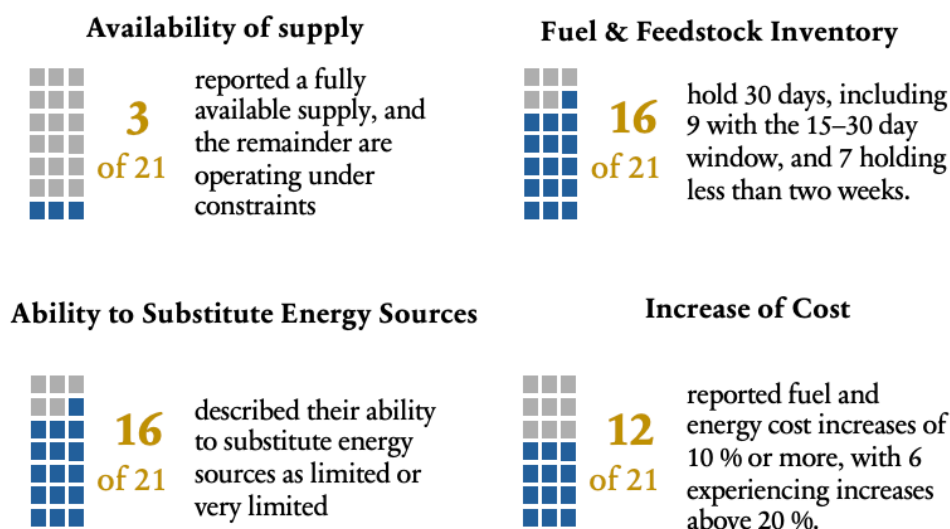 Availability of supply
3
of 21
reported a fully
available supply, and
the remainder are
operating under
constraints
Fuel & Feedstock Inventory
16
of 21
hold 30 days, including
9 with the 15–30 day
window, and 7 holding
less than two weeks.
Ability to Substitute Energy Sources
16
of 21
described their ability
to substitute energy
sources as limited or
very limited
Increase of Cost
12
of 21
reported fuel and
energy cost increases of
10 % or more, with 6
experiencing increases
above 20 %.